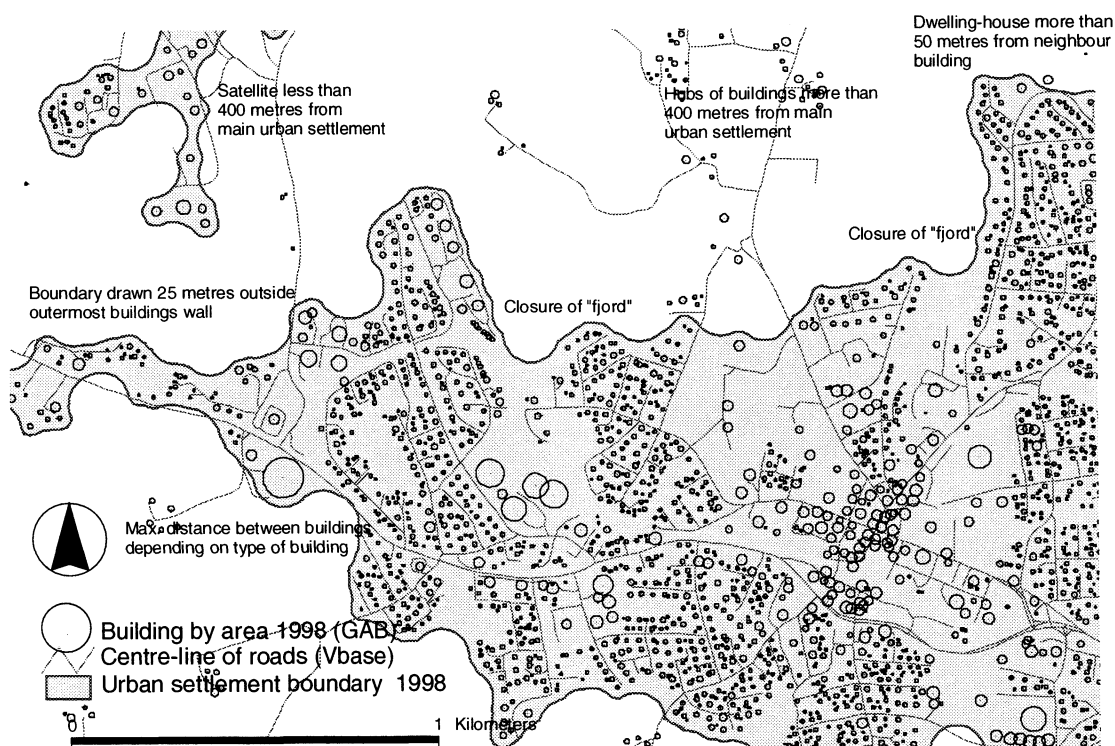 Dwelling-house more than
50 metres from neighbour
building
Satellite less than
400 metres from
main urban settlement
Hubs of buildings more than
400 metres from main
urban settlement
Closure of "fjord"
Boundary drawn 25 metres outside
outermost buildings wall
Closure of "fjord"
Max. distance between buildings
depending on type of building
Building by area 1998 (GAB)
Centre-line of roads (Vbase)
Urban settlement boundary 1998
0 1 Kilometers